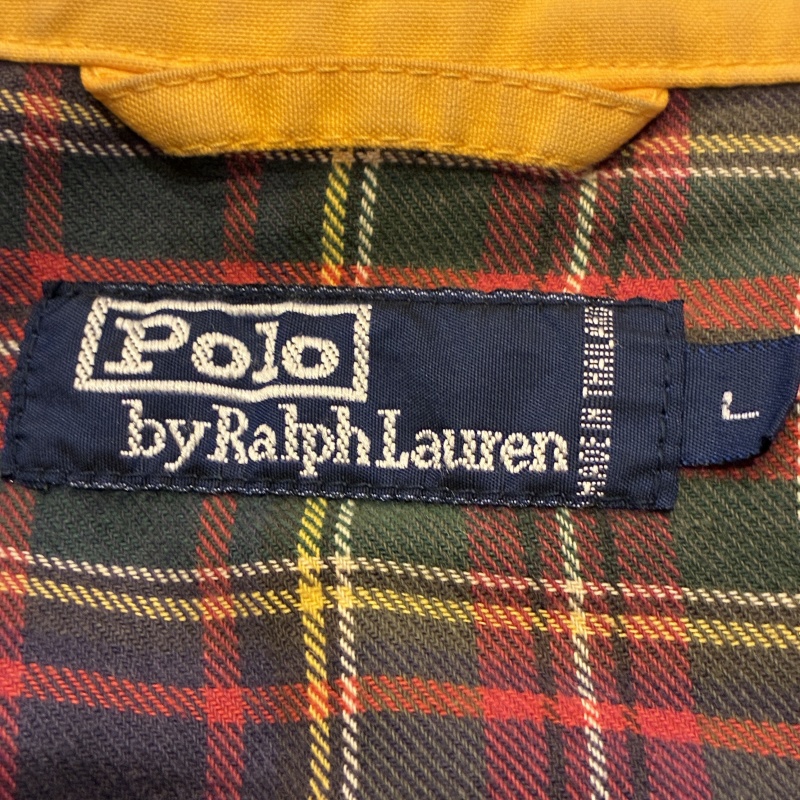 Polo
by Ralph Lauren
MADE IN THAILAND
L